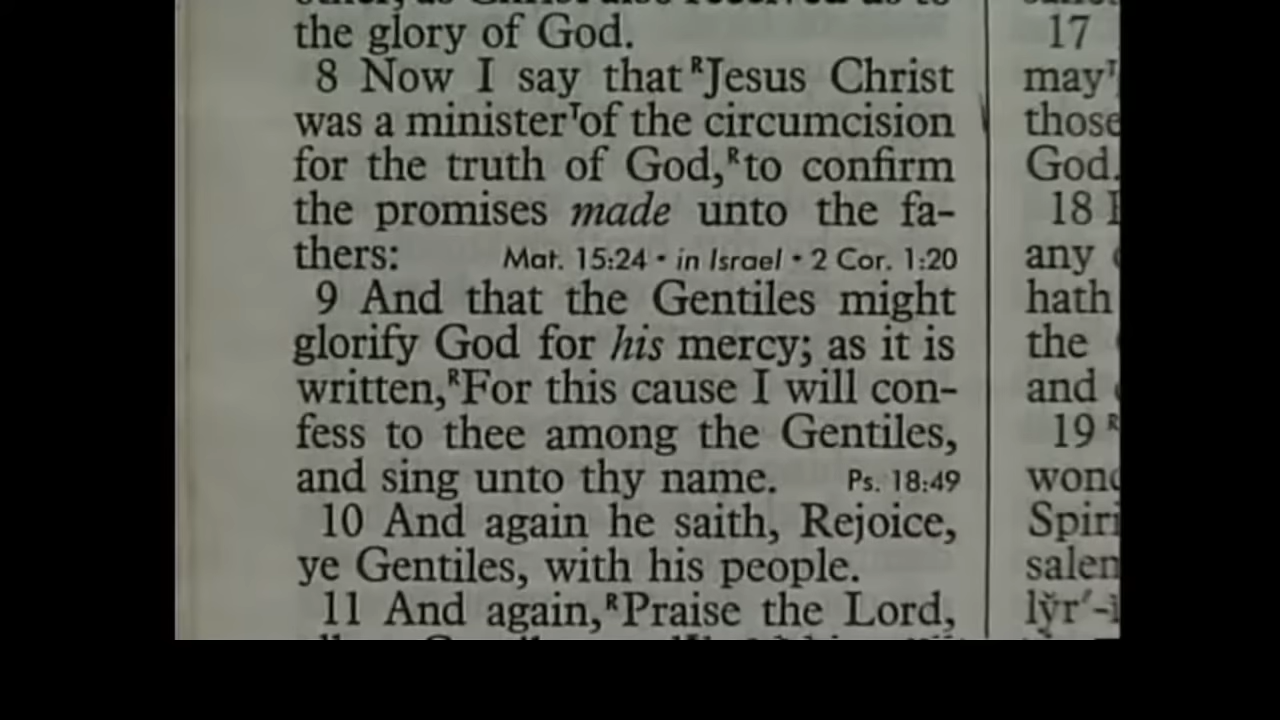 the glory of God.
8 Now I say that ᴿJesus Christ
was a minister ᵀof the circumcision
for the truth of God, ᴿto confirm
the promises made unto the fa-
thers: Mat. 15:24 • in Israel • 2 Cor. 1:20
9 And that the Gentiles might
glorify God for his mercy; as it is
written, ᴿFor this cause I will con-
fess to thee among the Gentiles,
and sing unto thy name. Ps. 18:49
10 And again he saith, Rejoice,
ye Gentiles, with his people.
11 And again, ᴿPraise the Lord,
17
may
those
God.
18
any
hath
the
and
19 ᴿ